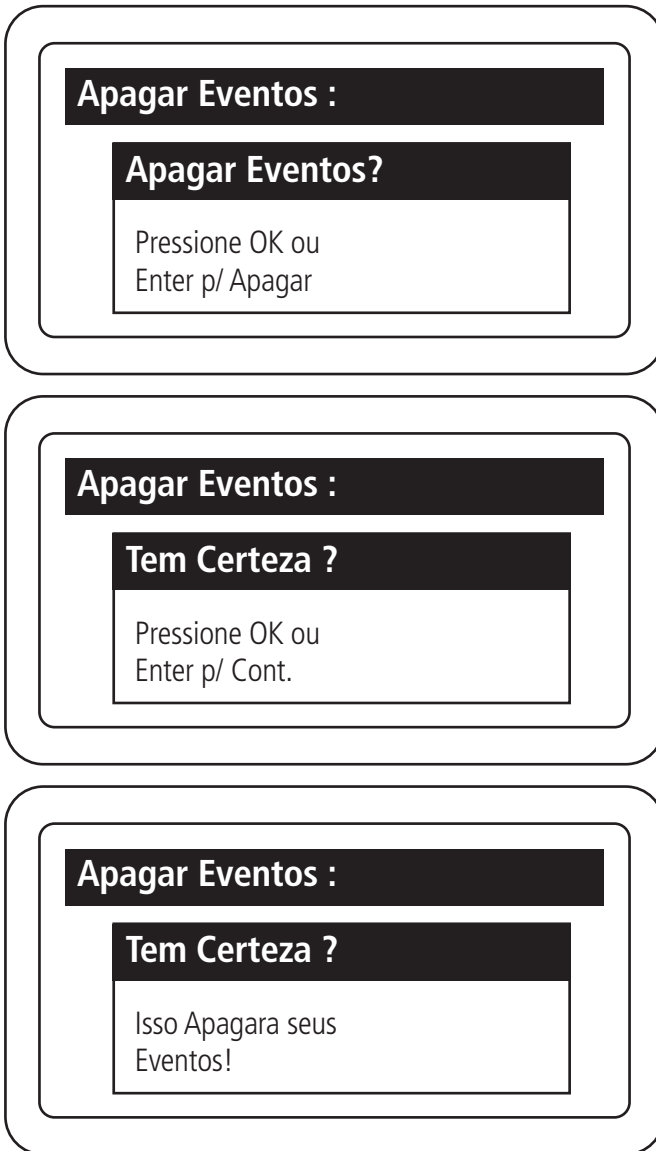 Apagar Eventos :
Apagar Eventos?
Pressione OK ou
Enter p/ Apagar
Apagar Eventos :
Tem Certeza ?
Pressione OK ou
Enter p/ Cont.
Apagar Eventos :
Tem Certeza ?
Isso Apagara seus
Eventos!